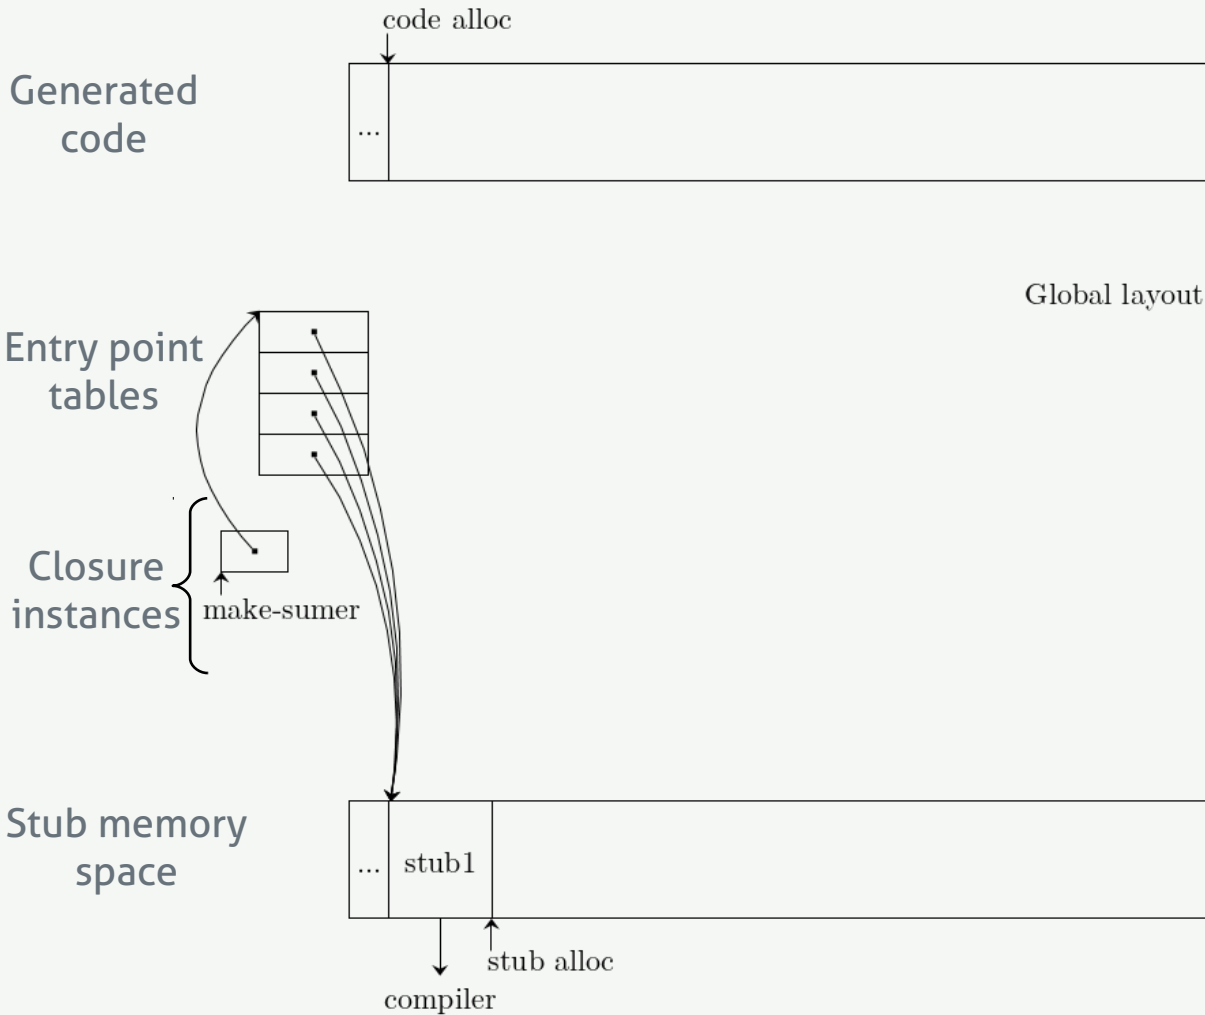 code alloc
Generated
code
...
Global layout
Entry point
tables
Closure
instances
make-sumer
Stub memory
space
... stub1
stub alloc
compiler